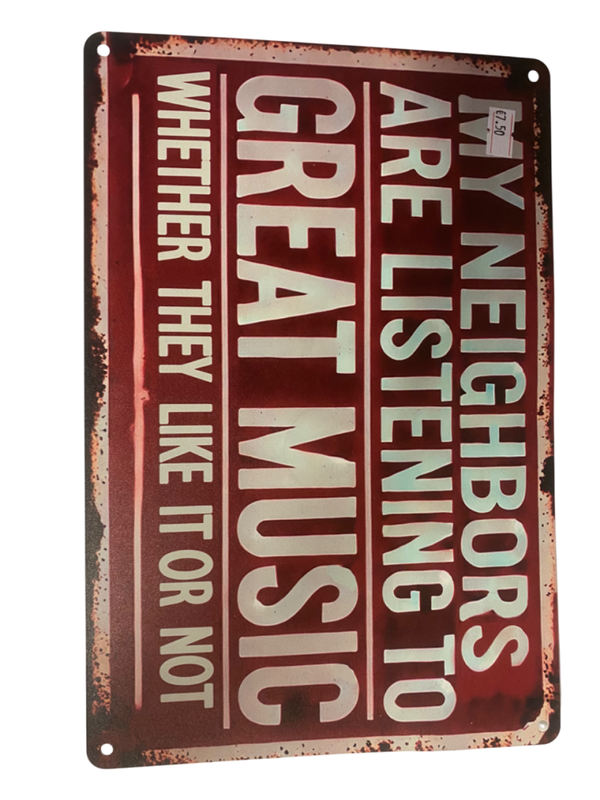 €7.50
MY NEIGHBORS
ARE LISTENING TO
GREAT MUSIC
WHETHER THEY LIKE IT OR NOT